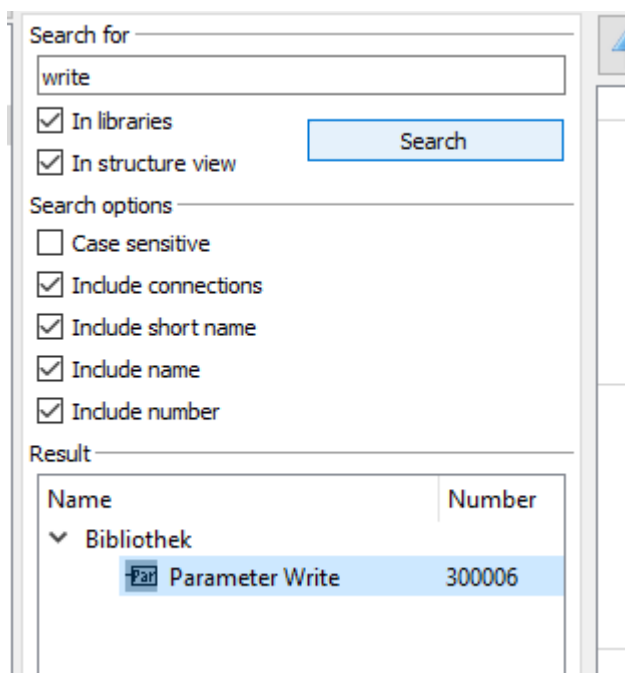 Search for
write
In libraries
Search
In structure view
Search options
Case sensitive
Include connections
Include short name
Include name
Include number
Result
Name Number
Bibliothek
Par Parameter Write 300006